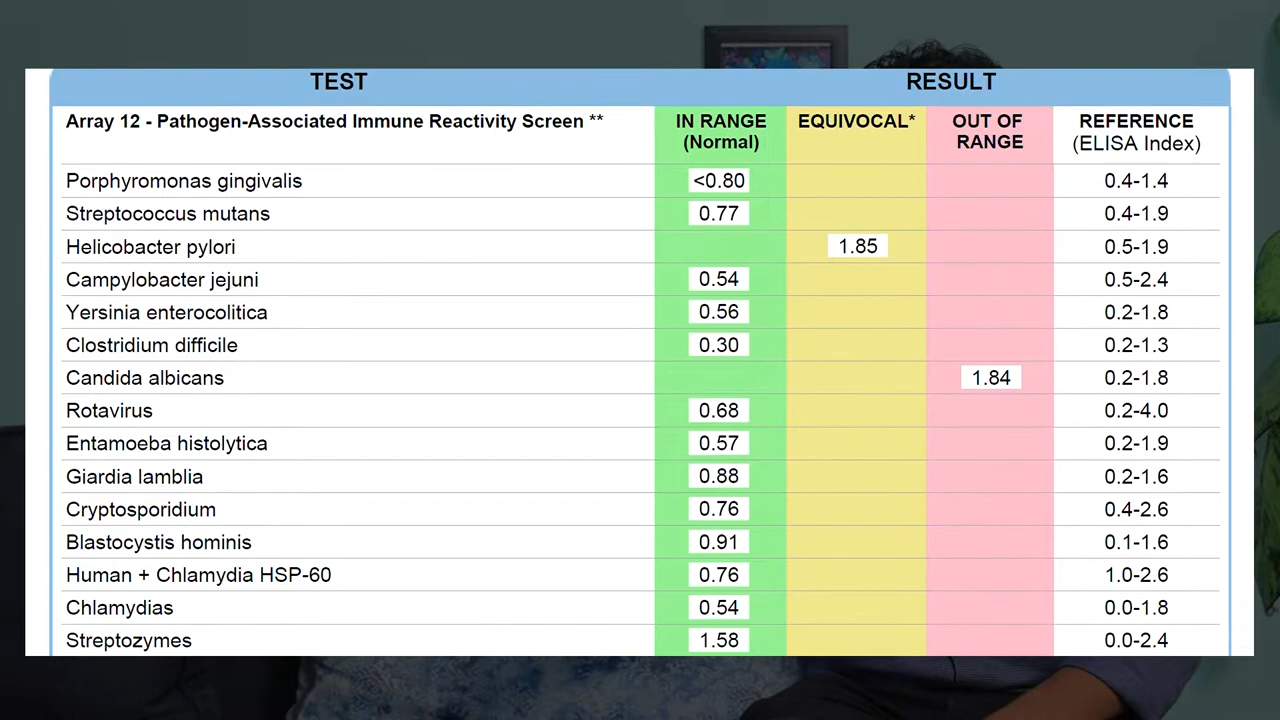 TEST RESULT
Array 12 - Pathogen-Associated Immune Reactivity Screen ** IN RANGE (Normal) EQUIVOCAL* OUT OF RANGE REFERENCE (ELISA Index)
Porphyromonas gingivalis <0.80 0.4-1.4
Streptococcus mutans 0.77 0.4-1.9
Helicobacter pylori 1.85 0.5-1.9
Campylobacter jejuni 0.54 0.5-2.4
Yersinia enterocolitica 0.56 0.2-1.8
Clostridium difficile 0.30 0.2-1.3
Candida albicans 1.84 0.2-1.8
Rotavirus 0.68 0.2-4.0
Entamoeba histolytica 0.57 0.2-1.9
Giardia lamblia 0.88 0.2-1.6
Cryptosporidium 0.76 0.4-2.6
Blastocystis hominis 0.91 0.1-1.6
Human + Chlamydia HSP-60 0.76 1.0-2.6
Chlamydias 0.54 0.0-1.8
Streptozymes 1.58 0.0-2.4